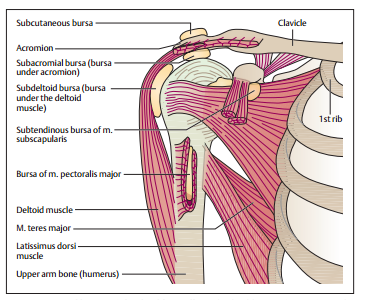 Subcutaneous bursa
Clavicle
Acromion
Subacromial bursa (bursa
under acromion)
Subdeltoid bursa (bursa
under the deltoid
muscle)
1st rib
Subtendinous bursa of m.
subscapularis
Bursa of m. pectoralis major
Deltoid muscle
M. teres major
Latissimus dorsi
muscle
Upper arm bone (humerus)